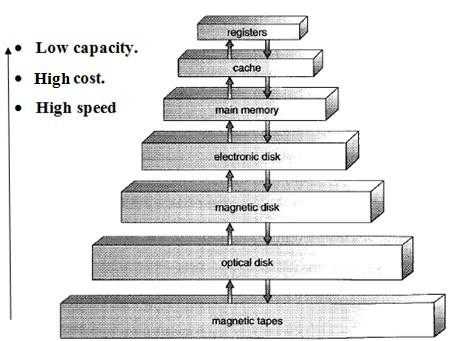 registers
• Low capacity.
cache
• High cost.
• High speed
main memory
electronic disk
magnetic disk
optical disk
magnetic tapes